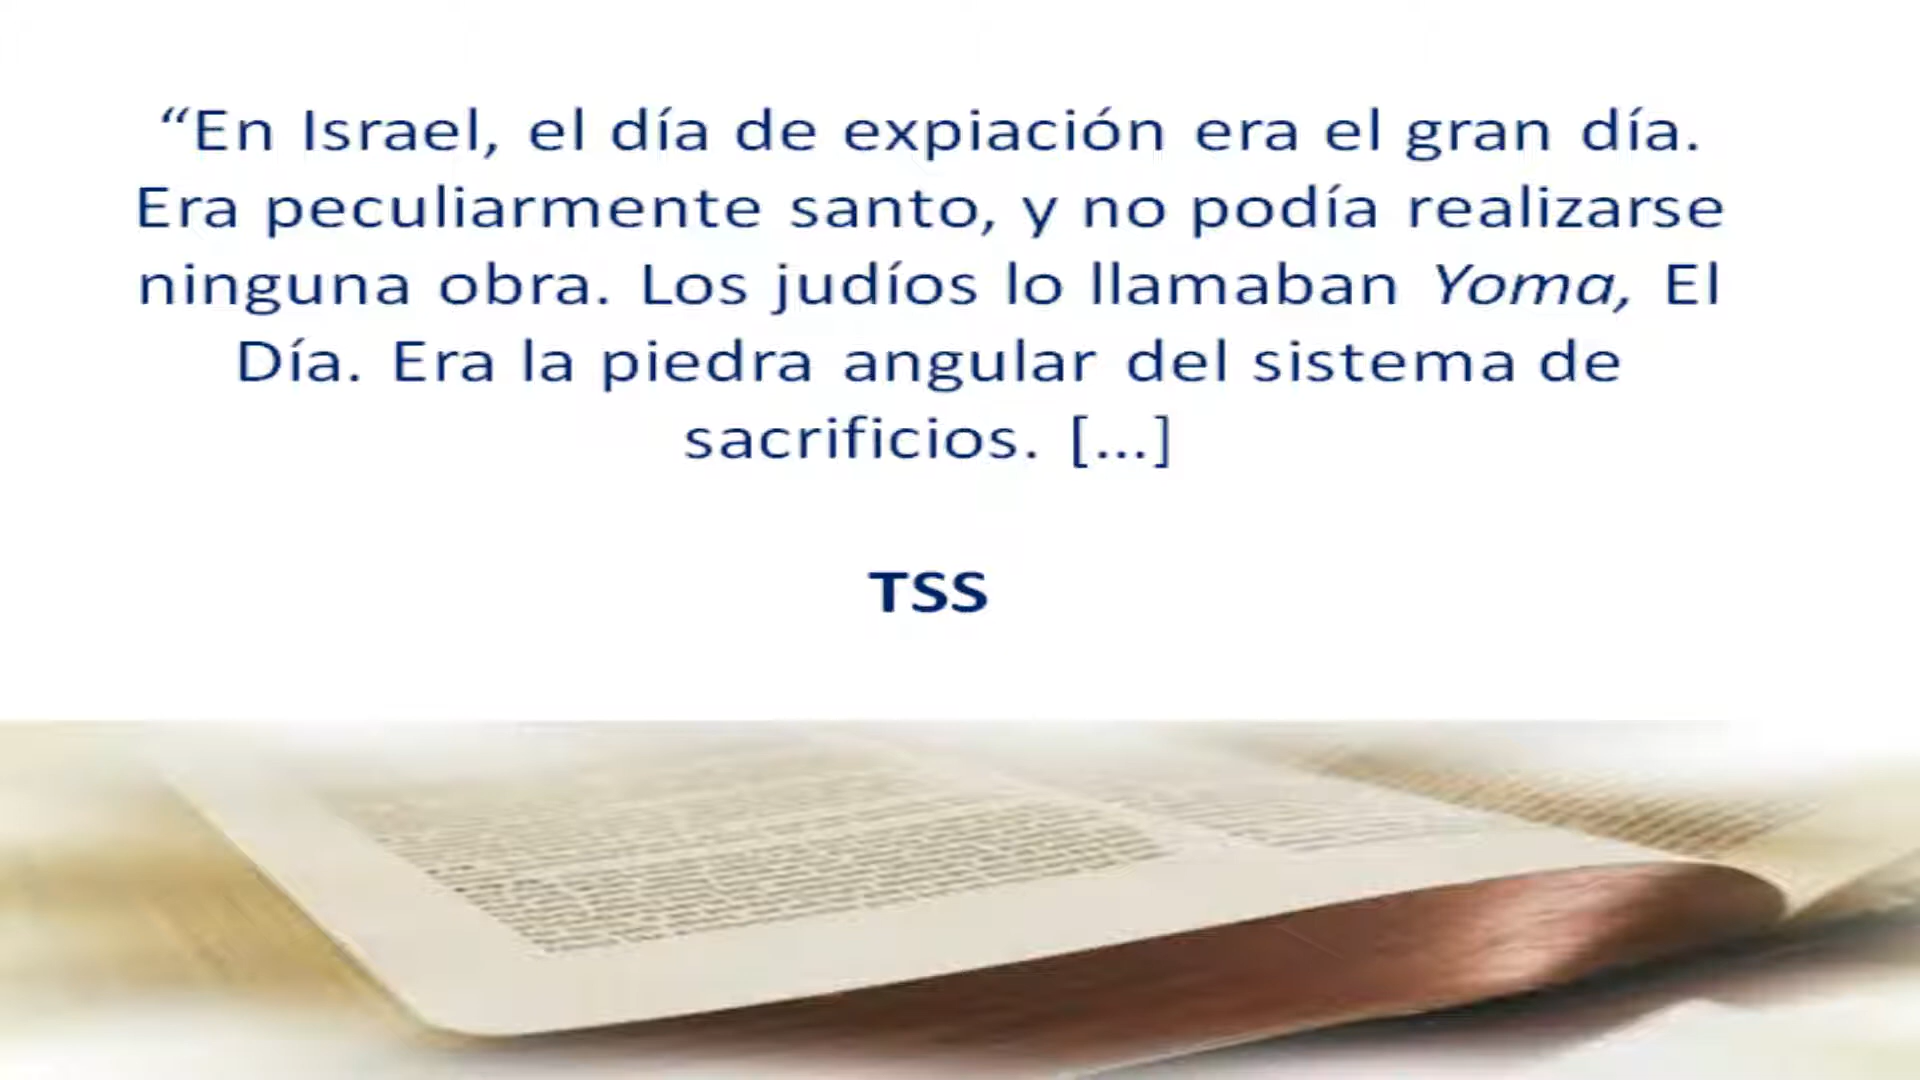 “En Israel, el día de expiación era el gran día.
Era peculiarmente santo, y no podía realizarse
ninguna obra. Los judíos lo llamaban Yoma, El
Día. Era la piedra angular del sistema de
sacrificios. [...]
TSS